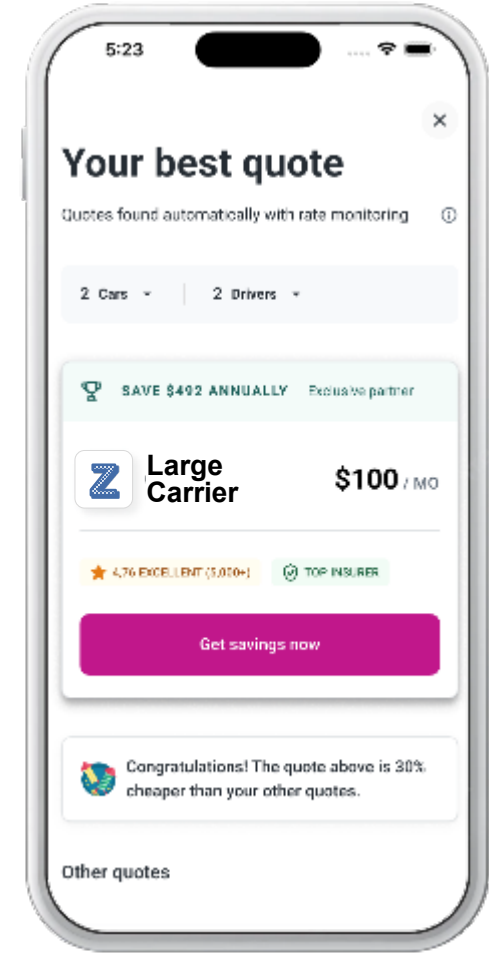 5:23
Your best quote
Quotes found automatically with rate monitoring
2 Cars
2 Drivers
SAVE $492 ANNUALLY Exclusive partner
Z
Large
Carrier
$100 / MO
4.76 EXCELLENT (5,000+)
TOP INSURER
Get savings now
Congratulations! The quote above is 30%
cheaper than your other quotes.
Other quotes